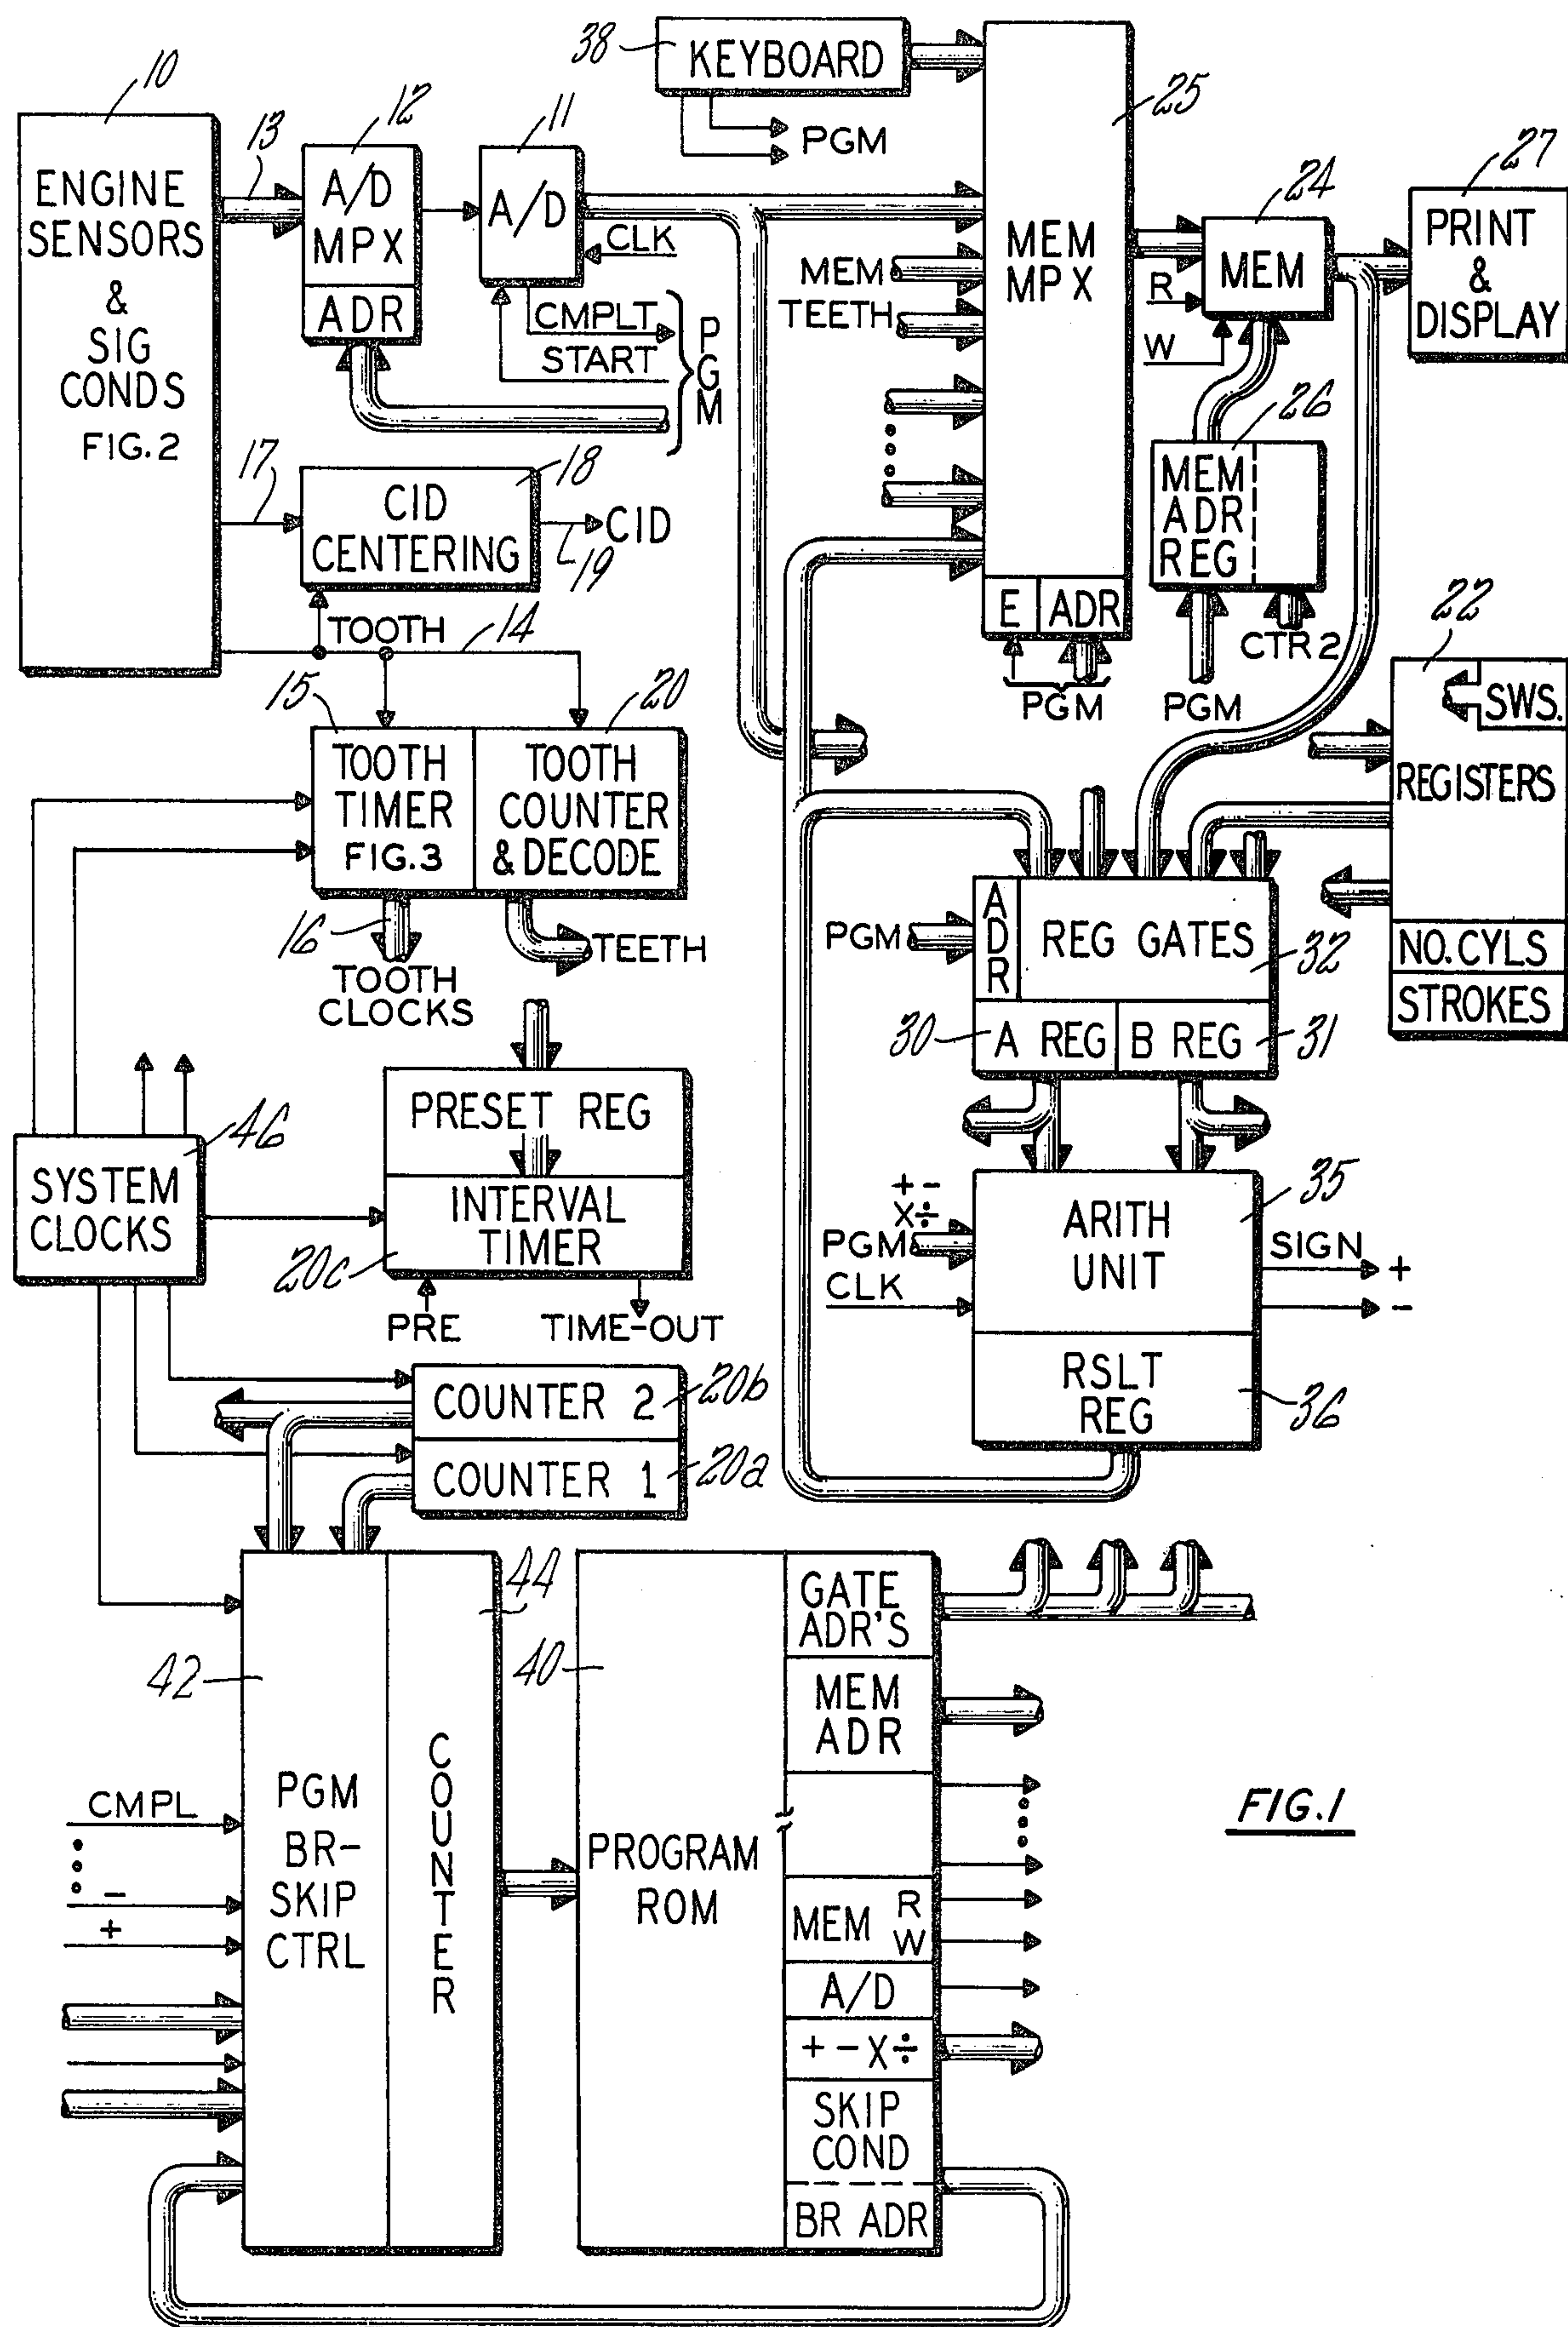 10
ENGINE
SENSORS
&
SIG
CONDS
FIG.2
13
12
A/D
MPX
ADR
11
A/D
CLK
CMPLT
START
PGM
38
KEYBOARD
PGM
25
MEM
MPX
MEM
TEETH
E
ADR
PGM
24
MEM
R
W
27
PRINT
&
DISPLAY
26
MEM
ADR
REG
PGM
CTR 2
17
18
CID
CENTERING
CID
19
TOOTH
14
15
TOOTH
TIMER
FIG.3
20
TOOTH
COUNTER
& DECODE
16
TOOTH
CLOCKS
TEETH
22
SWS.
REGISTERS
NO. CYLS
STROKES
PGM
ADR
REG GATES
32
30
A REG
B REG
31
46
SYSTEM
CLOCKS
PRESET REG
INTERVAL
TIMER
20c
PRE
TIME-OUT
+ -
X÷
PGM
CLK
ARITH
UNIT
35
SIGN
+
-
RSLT
REG
36
COUNTER 2
20b
COUNTER 1
20a
42
44
PGM
BR-
SKIP
CTRL
COUNTER
CMPL
-
+
40
PROGRAM
ROM
GATE
ADR'S
MEM
ADR
MEM
R
W
A/D
+ - X ÷
SKIP
COND
BR ADR
FIG.1